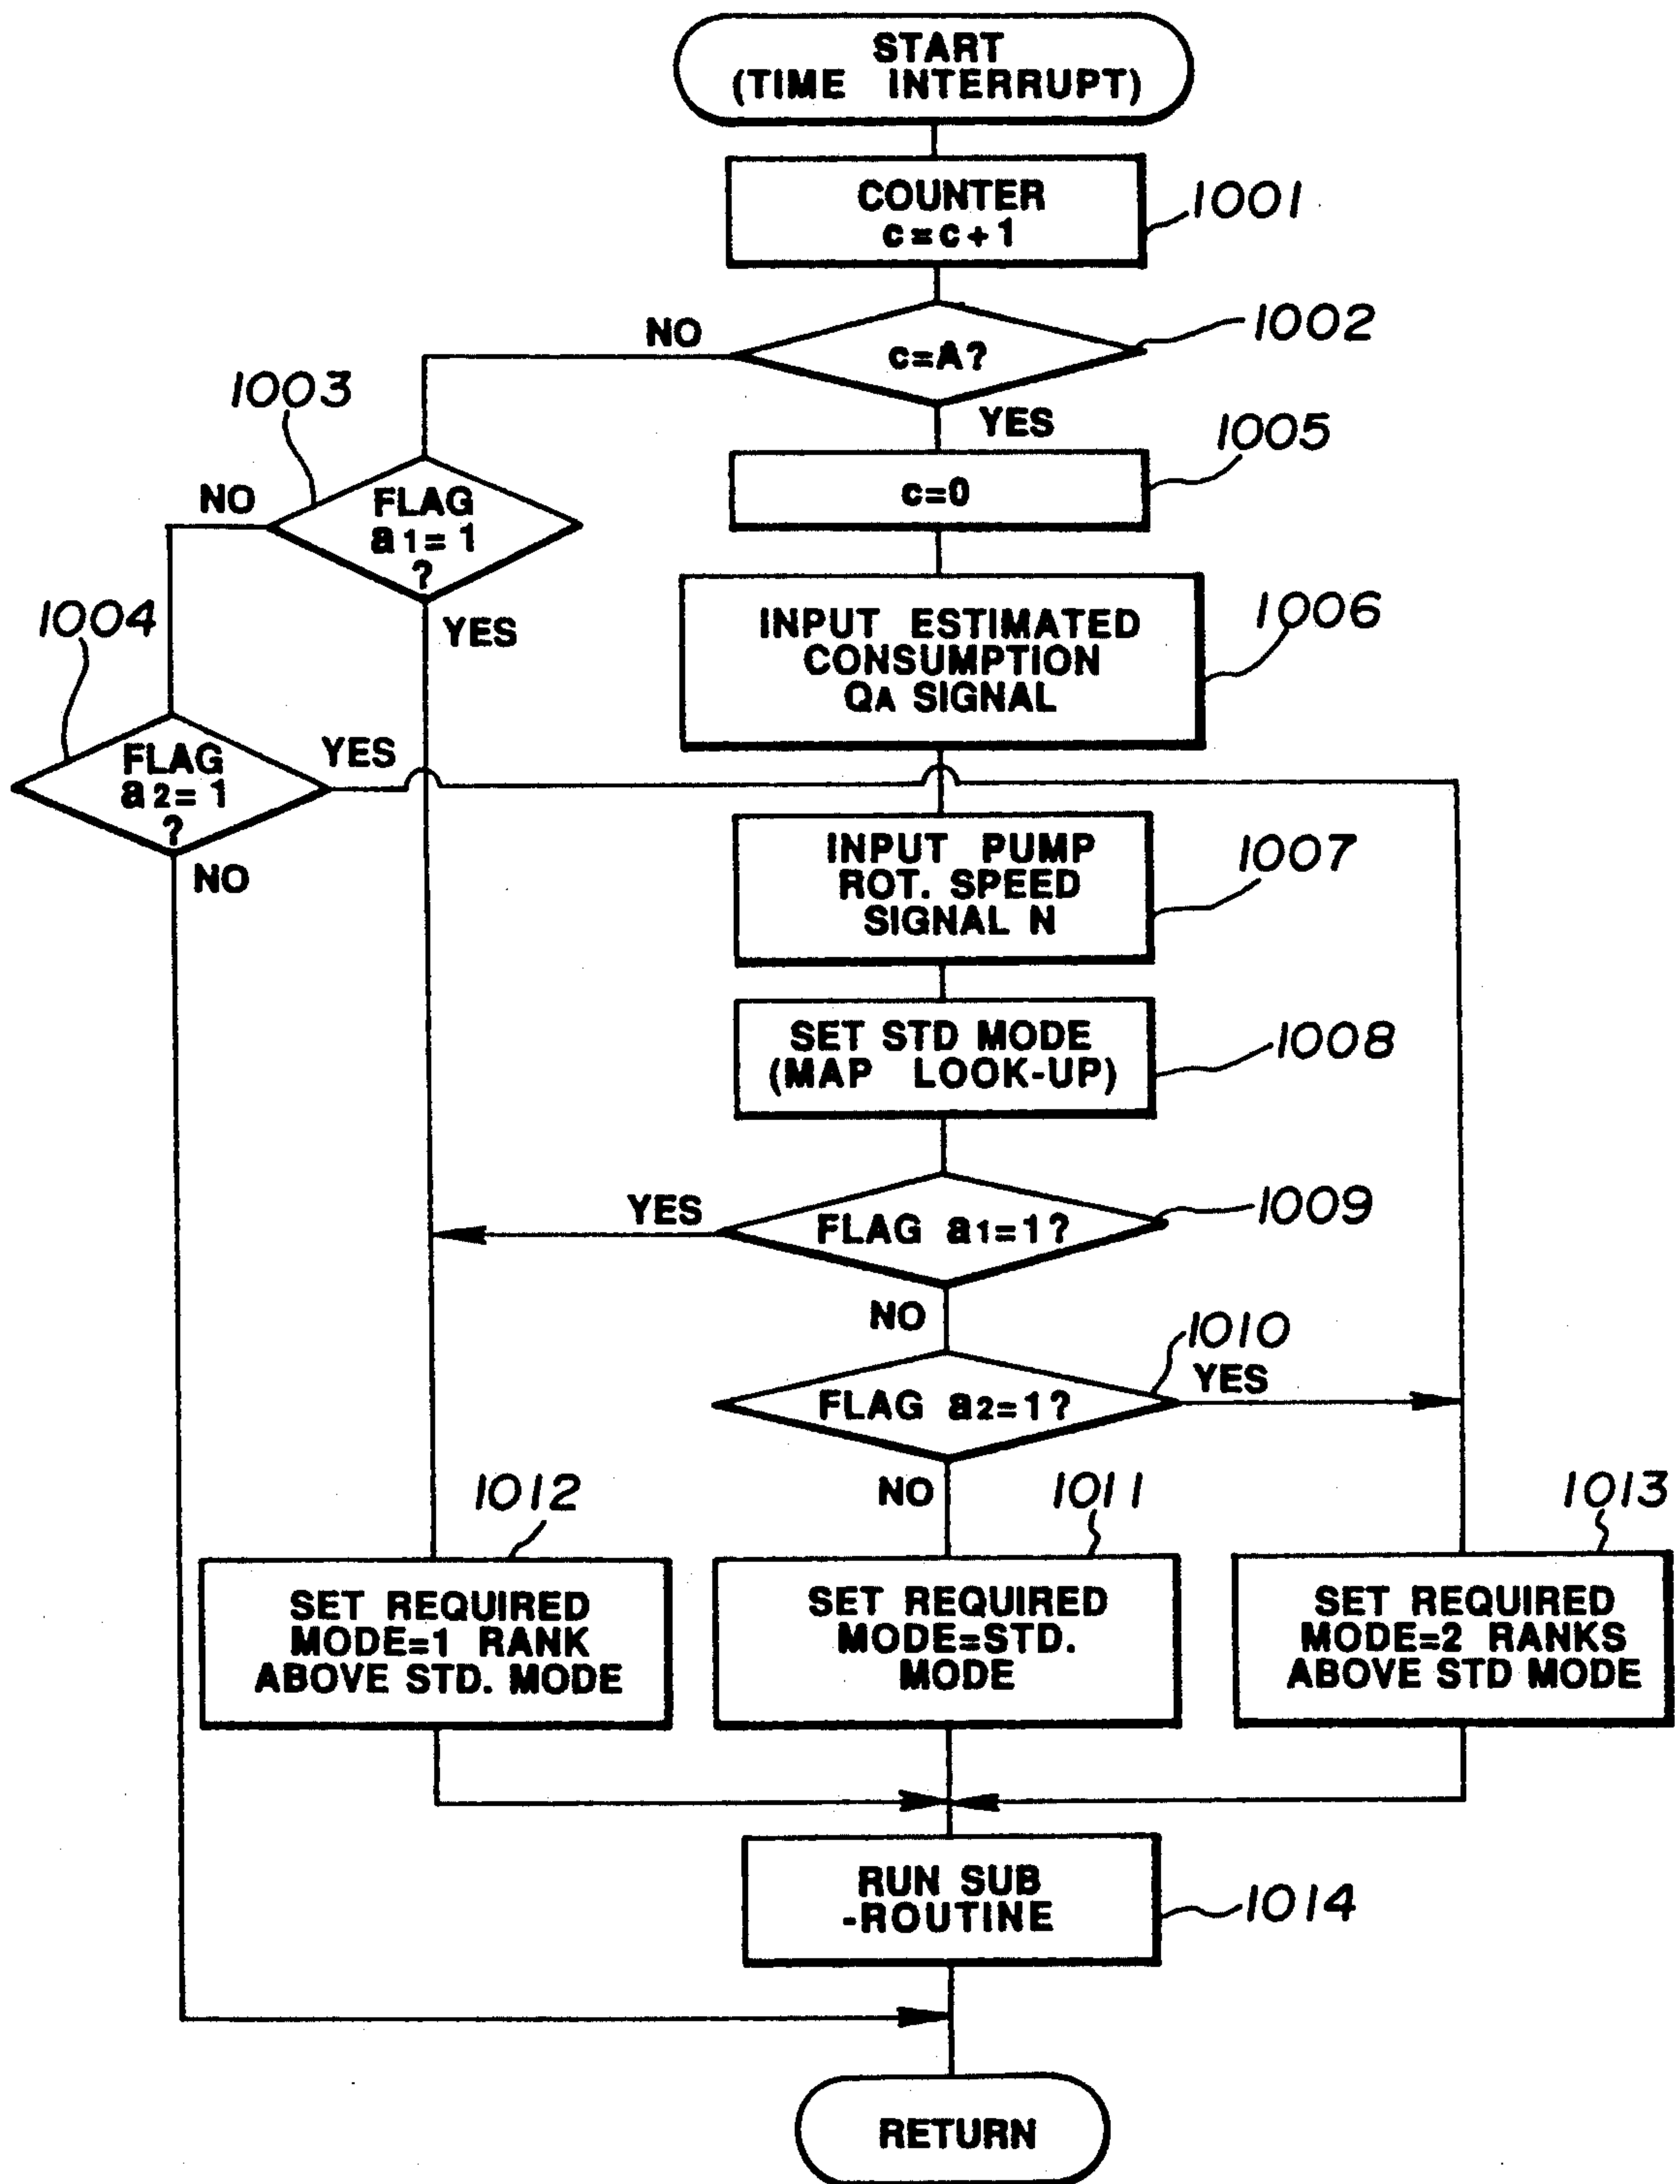 START
(TIME INTERRUPT)
COUNTER
c=c+1
1001
c=A?
1002
NO
YES
1003
FLAG
a1=1
?
NO
YES
c=0
1005
1004
FLAG
a2=1
?
YES
NO
INPUT ESTIMATED
CONSUMPTION
QA SIGNAL
1006
INPUT PUMP
ROT. SPEED
SIGNAL N
1007
SET STD MODE
(MAP LOOK-UP)
1008
YES
FLAG a1=1?
1009
NO
1010
FLAG a2=1?
YES
NO
1012
SET REQUIRED
MODE=1 RANK
ABOVE STD. MODE
1011
SET REQUIRED
MODE=STD.
MODE
1013
SET REQUIRED
MODE=2 RANKS
ABOVE STD MODE
RUN SUB
-ROUTINE
1014
RETURN